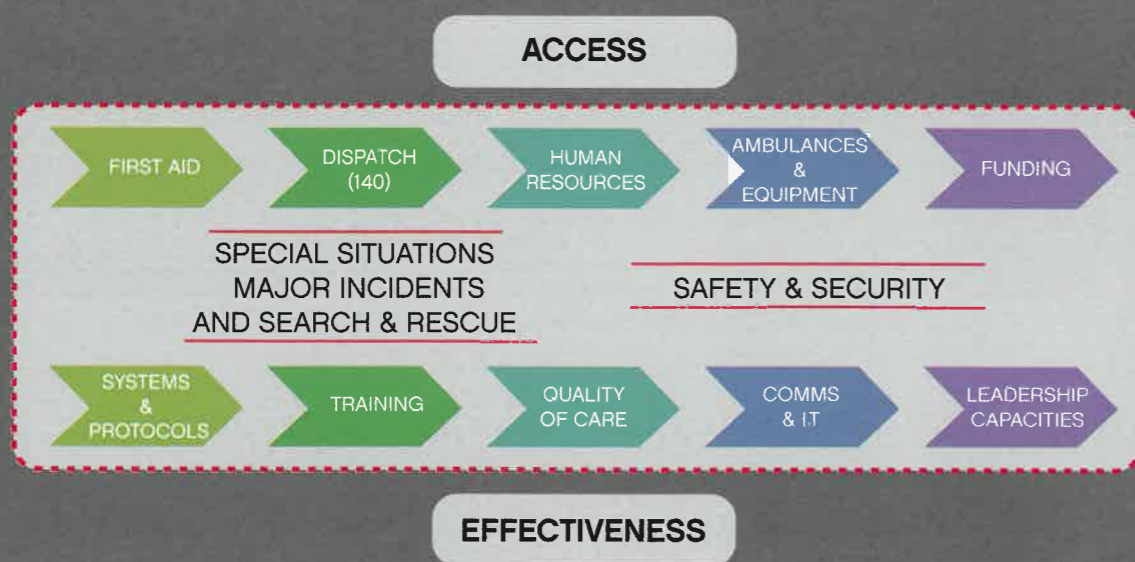 ACCESS
FIRST AID
DISPATCH
(140)
HUMAN
RESOURCES
AMBULANCES
&
EQUIPMENT
FUNDING
SPECIAL SITUATIONS
MAJOR INCIDENTS
AND SEARCH & RESCUE
SAFETY & SECURITY
SYSTEMS
&
PROTOCOLS
TRAINING
QUALITY
OF CARE
COMMS
& IT
LEADERSHIP
CAPACITIES
EFFECTIVENESS